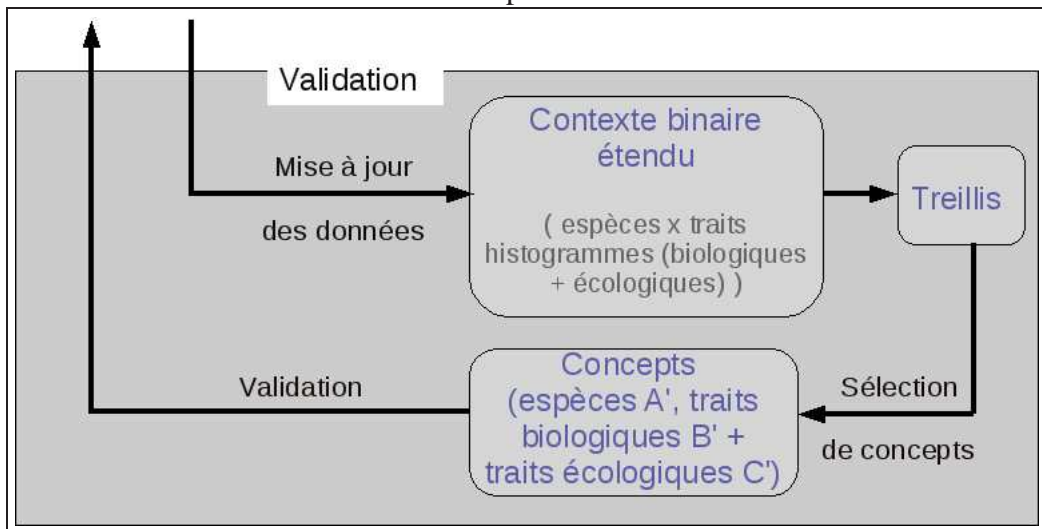 Validation
Contexte binaire
étendu
( espèces x traits
histogrammes (biologiques
+ écologiques) )
Mise à jour
des données
Treillis
Sélection
de concepts
Concepts
(espèces A', traits
biologiques B' +
traits écologiques C')
Validation